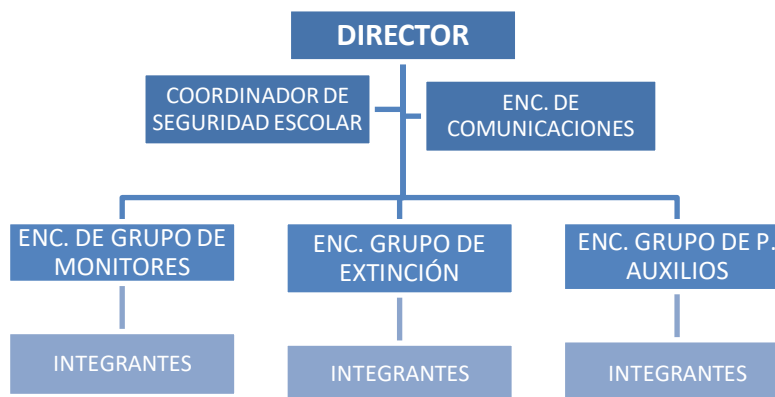 DIRECTOR
COORDINADOR DE
SEGURIDAD ESCOLAR
ENC. DE
COMUNICACIONES
ENC. DE GRUPO DE
MONITORES
ENC. GRUPO DE
EXTINCIÓN
ENC. GRUPO DE P.
AUXILIOS
INTEGRANTES
INTEGRANTES
INTEGRANTES